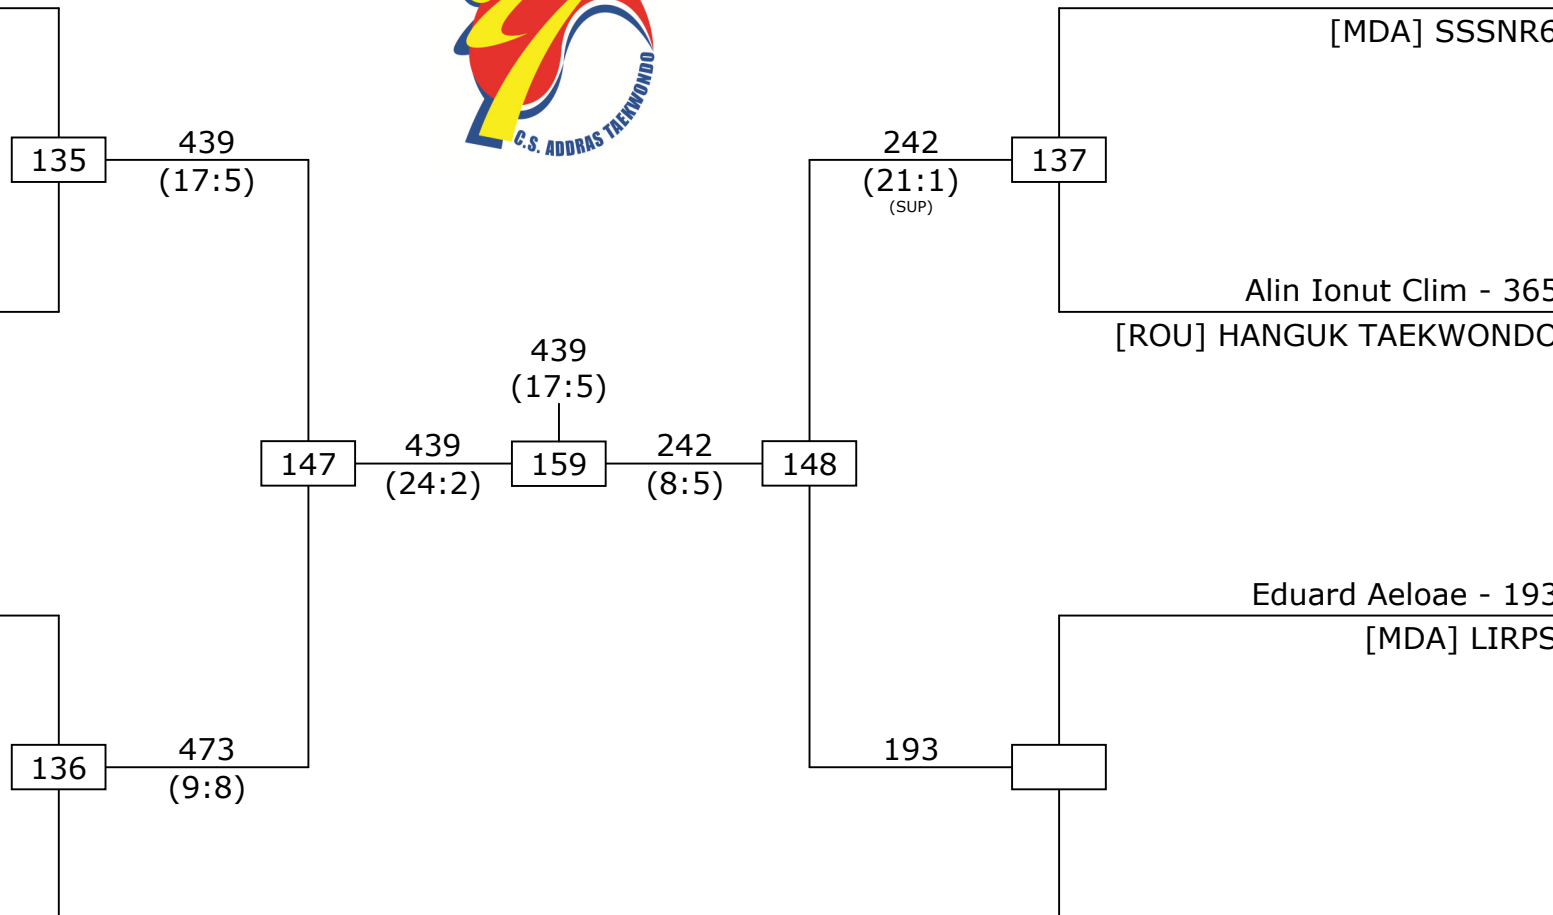 [MDA] SSSNR6
C.S. ADDRAS TAEKWONDO
135
439
(17:5)
242
(21:1)
(SUP)
137
Alin Ionut Clim - 365
[ROU] HANGUK TAEKWONDO
439
(17:5)
147
439
(24:2)
159
242
(8:5)
148
Eduard Aeloae - 193
[MDA] LIRPS
136
473
(9:8)
193